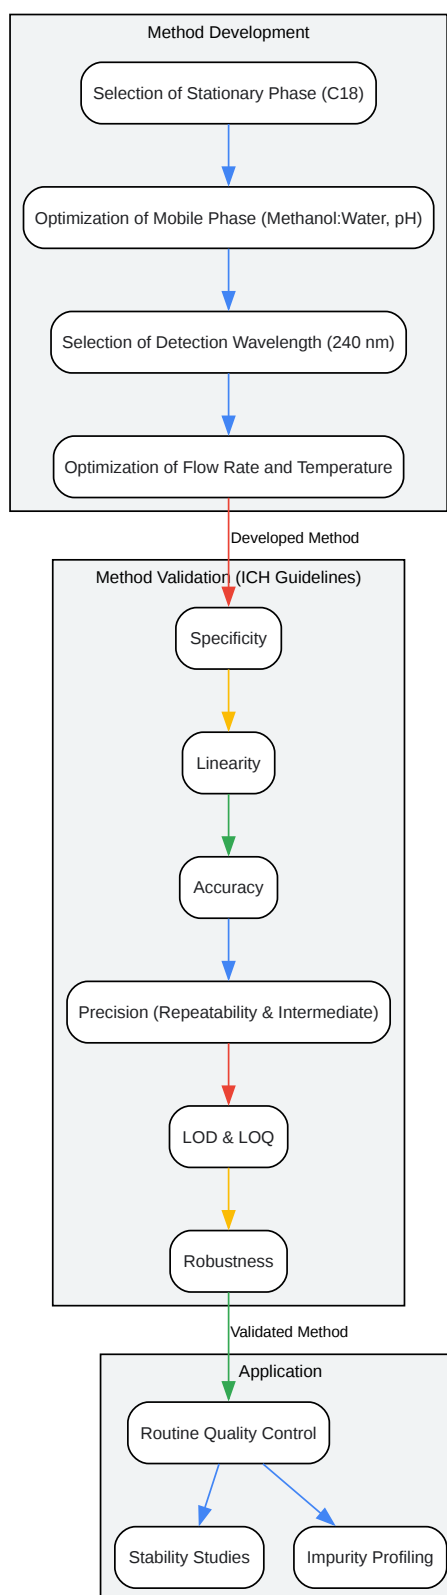 Method Development
Selection of Stationary Phase (C18)
Optimization of Mobile Phase (Methanol:Water, pH)
Selection of Detection Wavelength (240 nm)
Optimization of Flow Rate and Temperature
Developed Method
Method Validation (ICH Guidelines)
Specificity
Linearity
Accuracy
Precision (Repeatability & Intermediate)
LOD & LOQ
Robustness
Validated Method
Application
Routine Quality Control
Stability Studies
Impurity Profiling